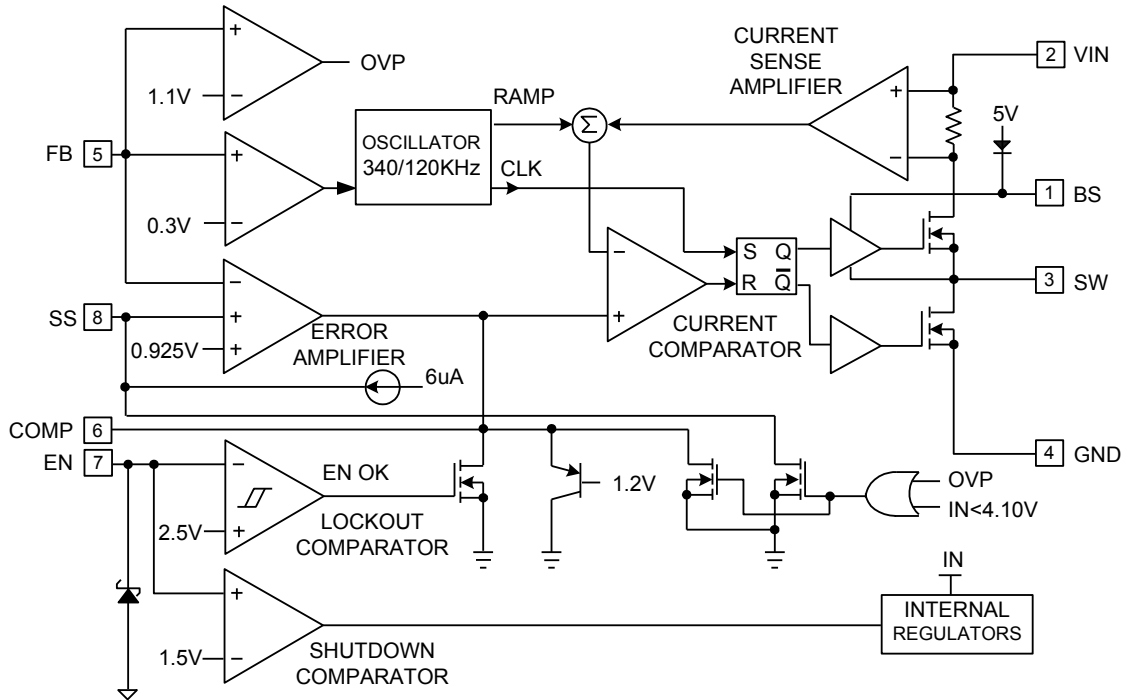 OVP
1.1V
+
−
FB 5
0.3V
+
−
OSCILLATOR
340/120KHz
RAMP
CLK
Σ
CURRENT
SENSE
AMPLIFIER
+
−
2 VIN
5V
1 BS
3 SW
4 GND
−
+
S Q
R Q̅
CURRENT
COMPARATOR
SS 8
−
+
+
0.925V
ERROR
AMPLIFIER
6uA
COMP 6
EN 7
−
+
2.5V
EN OK
LOCKOUT
COMPARATOR
1.2V
OVP
IN<4.10V
+
−
1.5V
SHUTDOWN
COMPARATOR
IN
INTERNAL
REGULATORS